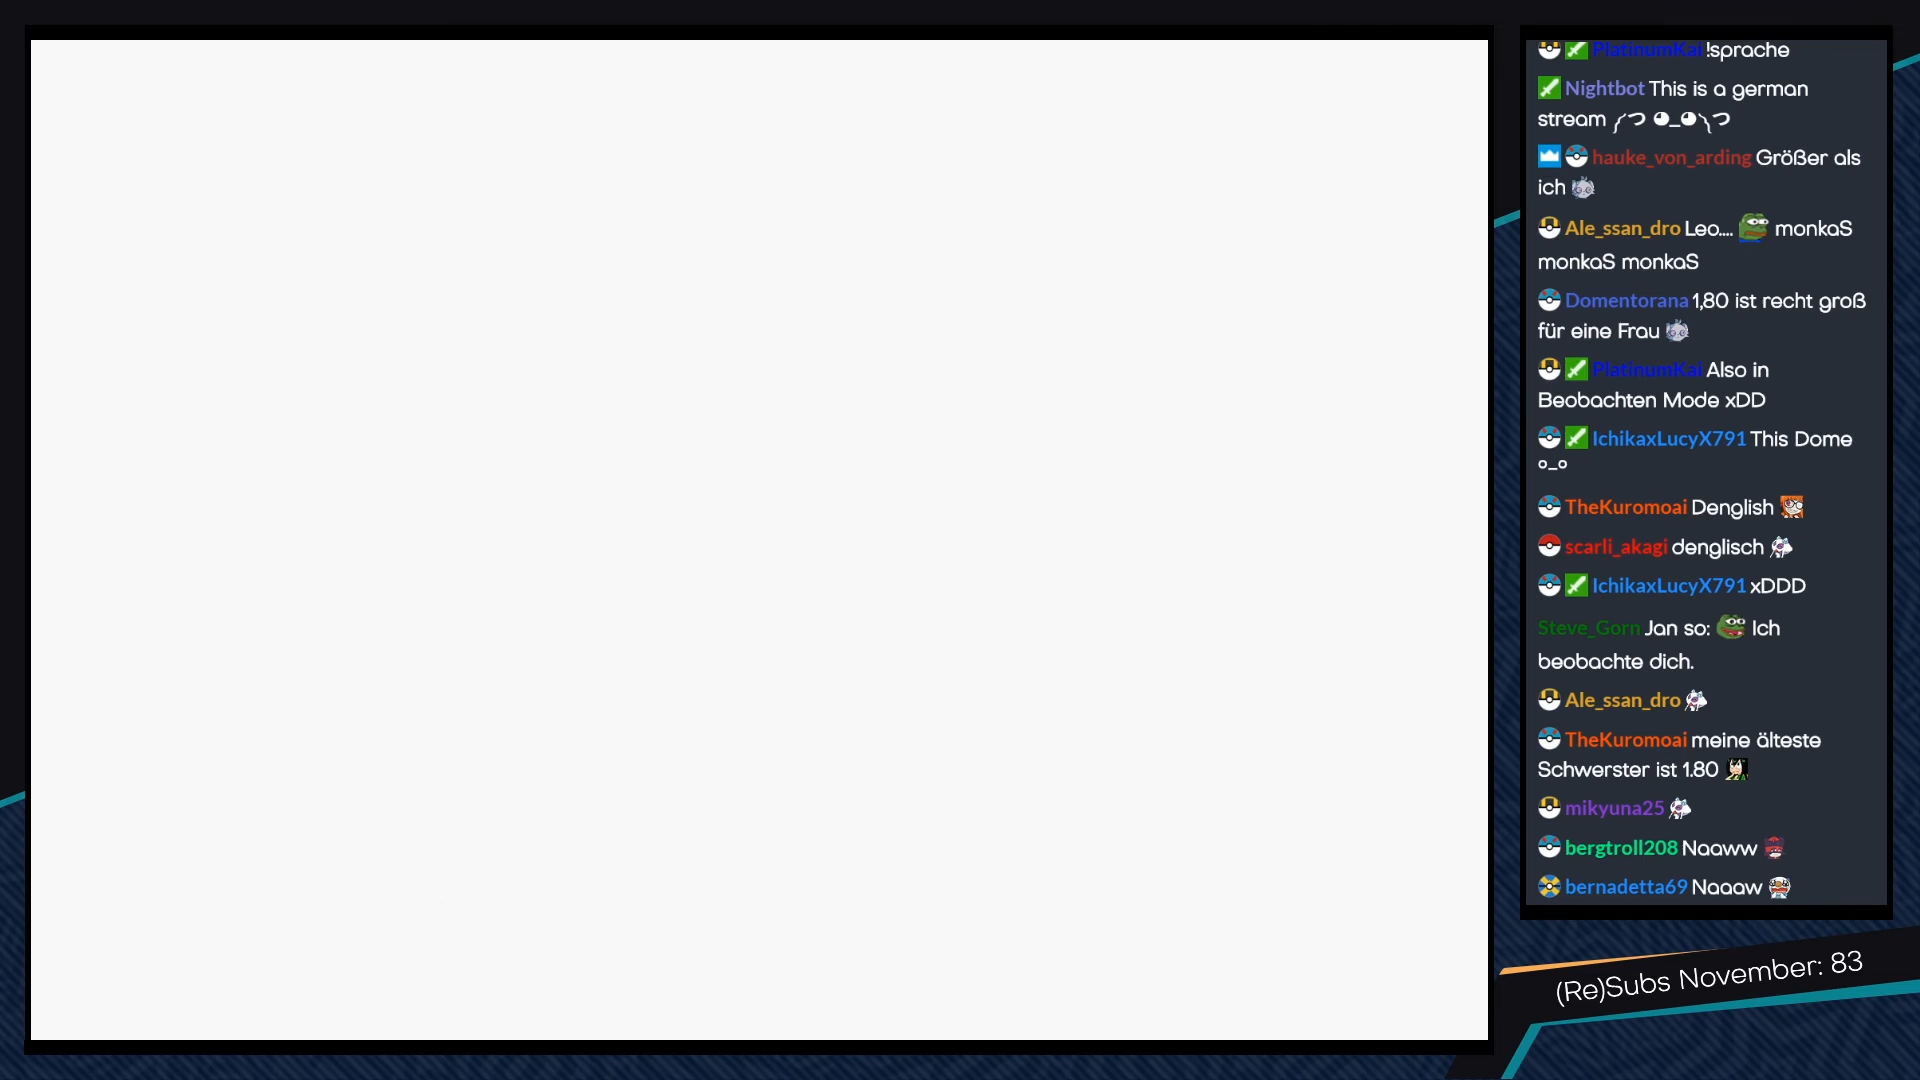 PlatinumKai !sprache
Nightbot This is a german
stream ༼つ ◕_◕༽つ
hauke_von_arding Größer als
ich
Ale_ssan_dro Leo.... monkaS
monkaS monkaS
Domentorana 1,80 ist recht groß
für eine Frau
PlatinumKai Also in
Beobachten Mode xDD
IchikaxLucyX791 This Dome
o_o
TheKuromoai Denglish
scarli_akagi denglisch
IchikaxLucyX791 xDDD
Steve_Gorn Jan so: Ich
beobachte dich.
Ale_ssan_dro
TheKuromoai meine älteste
Schwerster ist 1.80
mikyuna25
bergtroll208 Naaww
bernadetta69 Naaaw
(Re)Subs November: 83